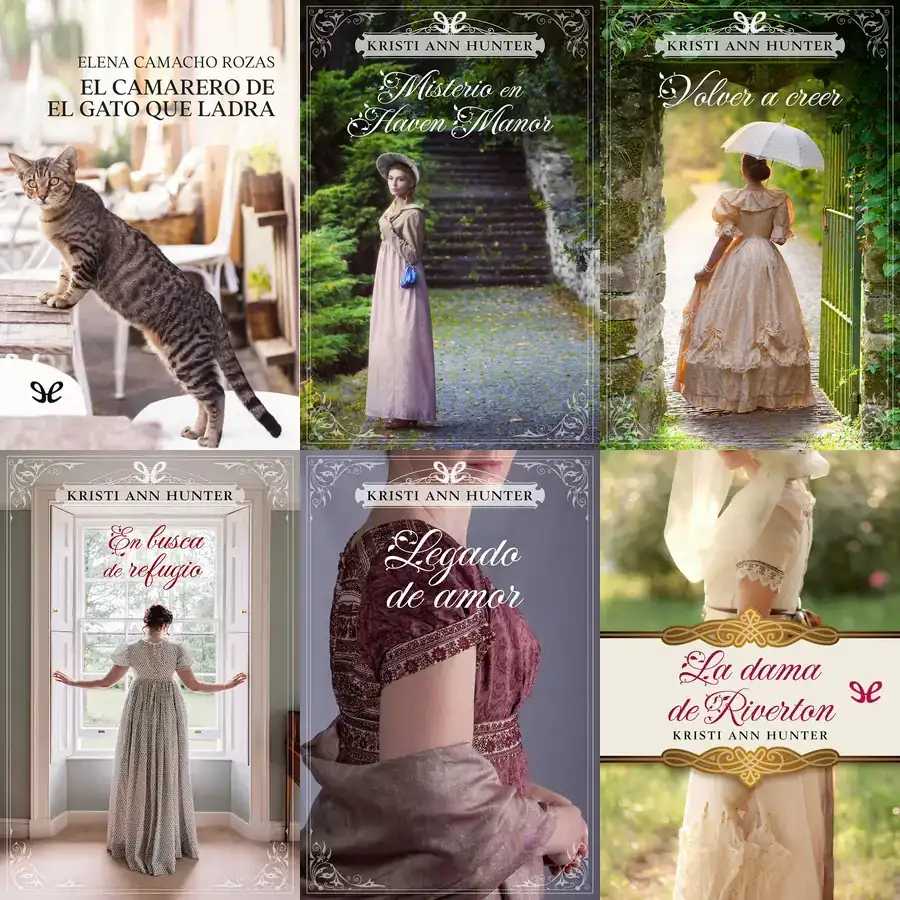 ELENA CAMACHO ROZAS
EL CAMARERO DE
EL GATO QUE LADRA
KRISTI ANN HUNTER
Misterio en
Haven Manor
KRISTI ANN HUNTER
Volver a creer
KRISTI ANN HUNTER
En busca
de refugio
KRISTI ANN HUNTER
Legado
de amor
La dama
de Riverton
KRISTI ANN HUNTER